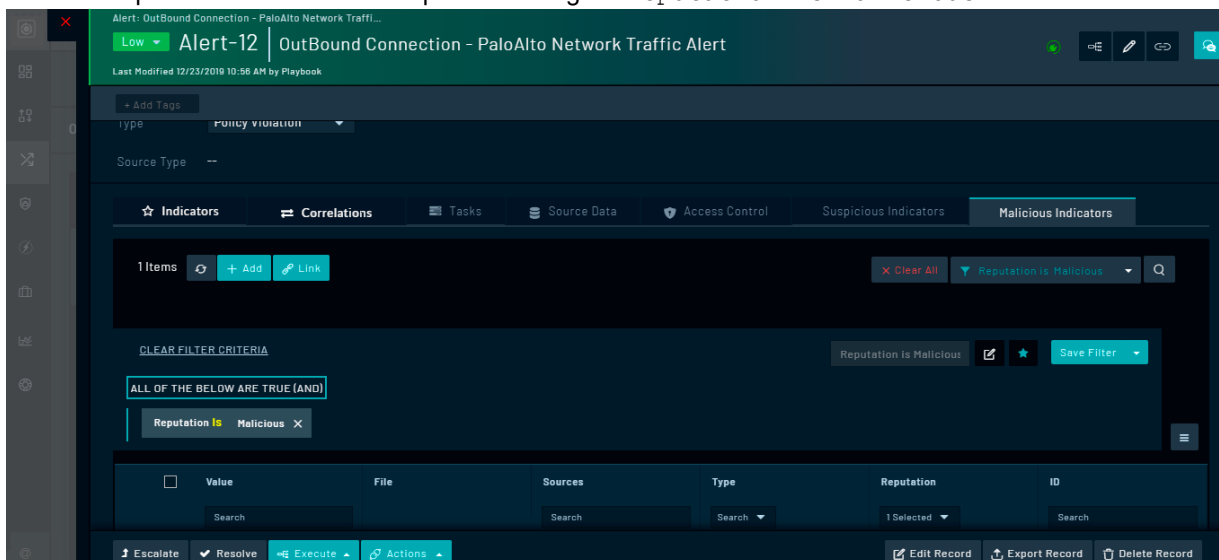 Alert: OutBound Connection - PaloAlto Network Traffi...
Low Alert-12 OutBound Connection - PaloAlto Network Traffic Alert
Last Modified 12/23/2019 10:56 AM by Playbook
+ Add Tags
Type Policy Violation
Source Type --
Indicators Correlations Tasks Source Data Access Control Suspicious Indicators Malicious Indicators
1 Items + Add Link × Clear All Reputation is Malicious
CLEAR FILTER CRITERIA Reputation is Malicious Save Filter
ALL OF THE BELOW ARE TRUE (AND)
Reputation Is Malicious ×
Value File Sources Type Reputation ID
Search Search Search 1 Selected Search
Escalate Resolve Execute Actions Edit Record Export Record Delete Record